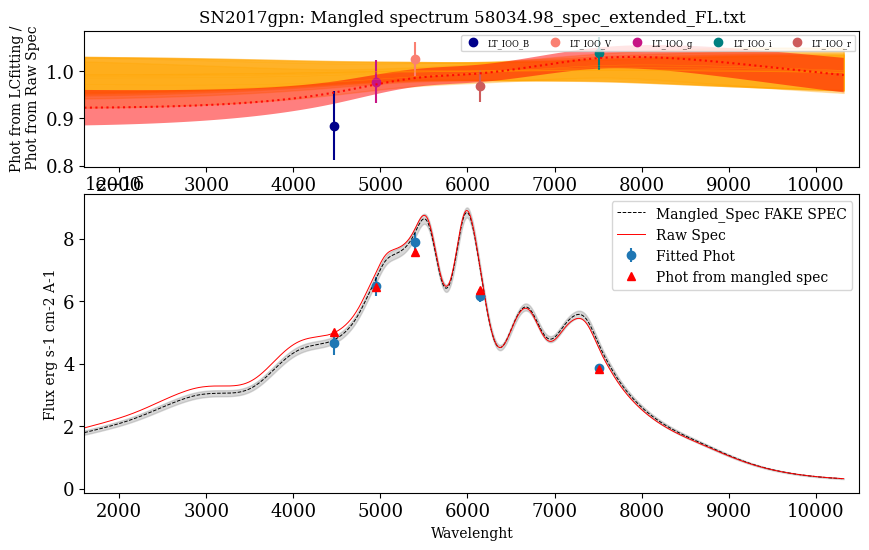 SN2017gpn: Mangled spectrum 58034.98_spec_extended_FL.txt
Phot from LCfitting /
Phot from Raw Spec
LT_IOO_B LT_IOO_V LT_IOO_g LT_IOO_i LT_IOO_r
1.0
0.9
0.8
2000 3000 4000 5000 6000 7000 8000 9000 10000
1e−16
Flux erg s-1 cm-2 A-1
Mangled_Spec FAKE SPEC
Raw Spec
Fitted Phot
Phot from mangled spec
8
6
4
2
0
2000 3000 4000 5000 6000 7000 8000 9000 10000
Wavelenght